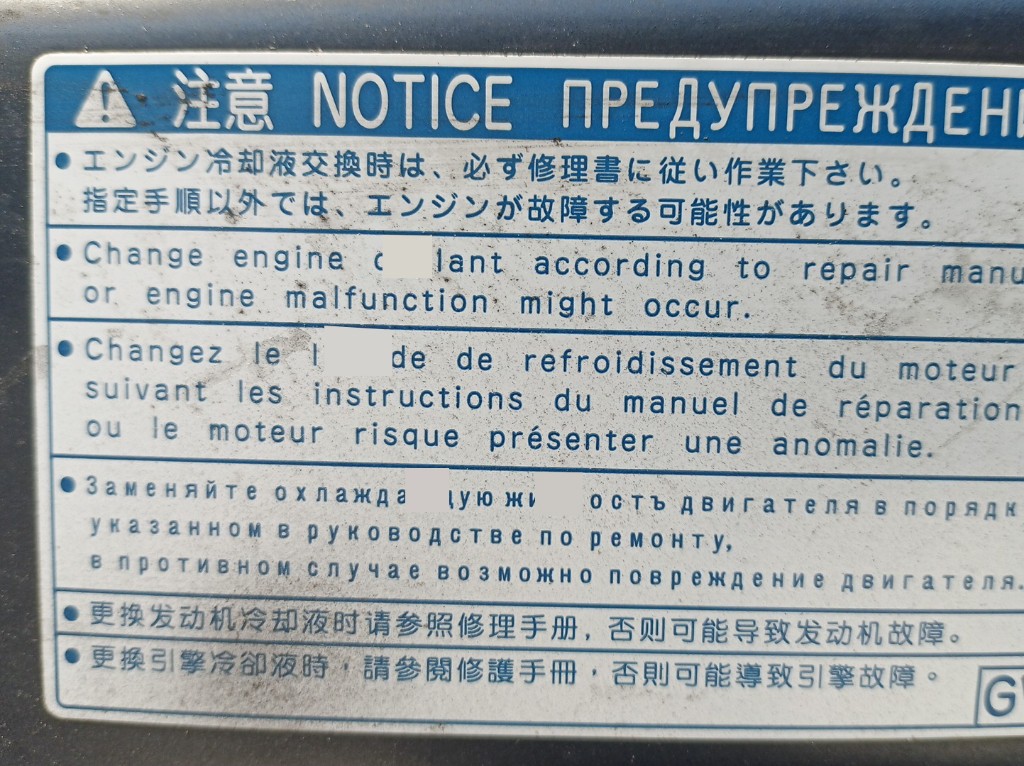 注意 NOTICE ПРЕДУПРЕЖДЕН
• エンジン冷却液交換時は、必ず修理書に従い作業下さい。
指定手順以外では、エンジンが故障する可能性があります。
• Change engine according to repair manu
or engine malfunction might occur.
• Changez le de refroidissement du moteur
suivant les instructions du manuel de réparation
ou le moteur risque présenter une anomalie.
• Заменяйте двигателя в порядк
указанном в руководстве по ремонту,
в противном случае возможно повреждение двигателя.
• 更换发动机冷却液时请参照修理手册, 否则可能导致发动机故障。
• 更換引擎冷卻液時，請參閱修護手冊，否則可能導致引擎故障。
G